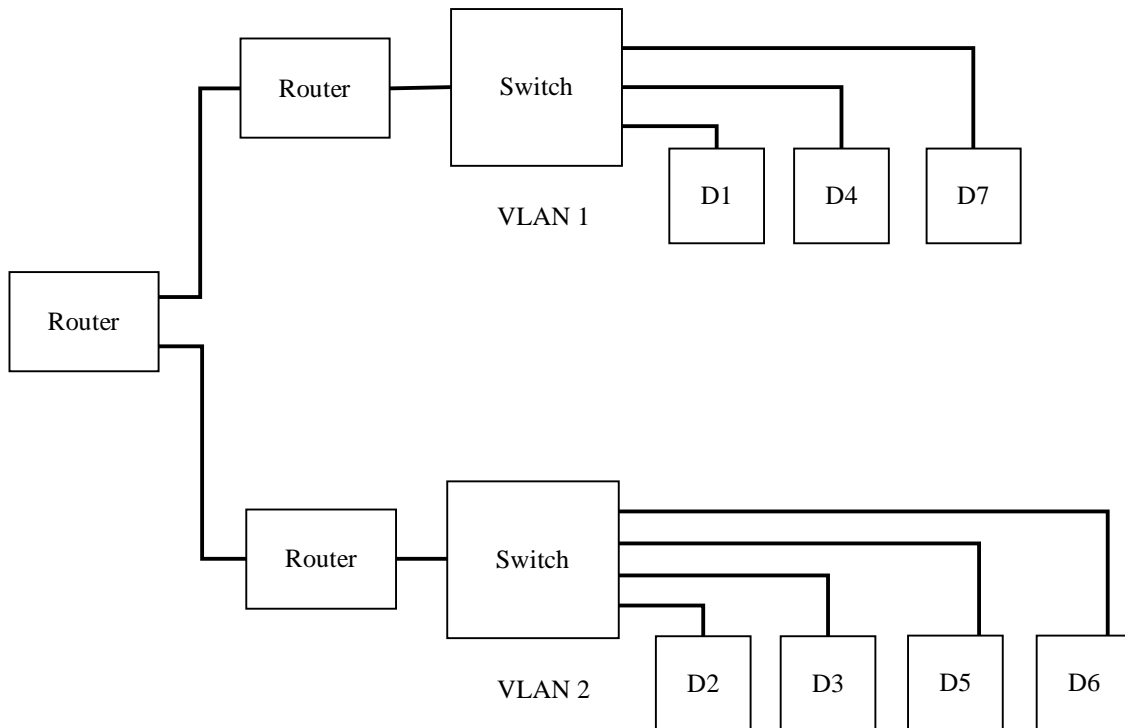 Router
Switch
D1
D4
D7
VLAN 1
Router
Router
Switch
D2
D3
D5
D6
VLAN 2